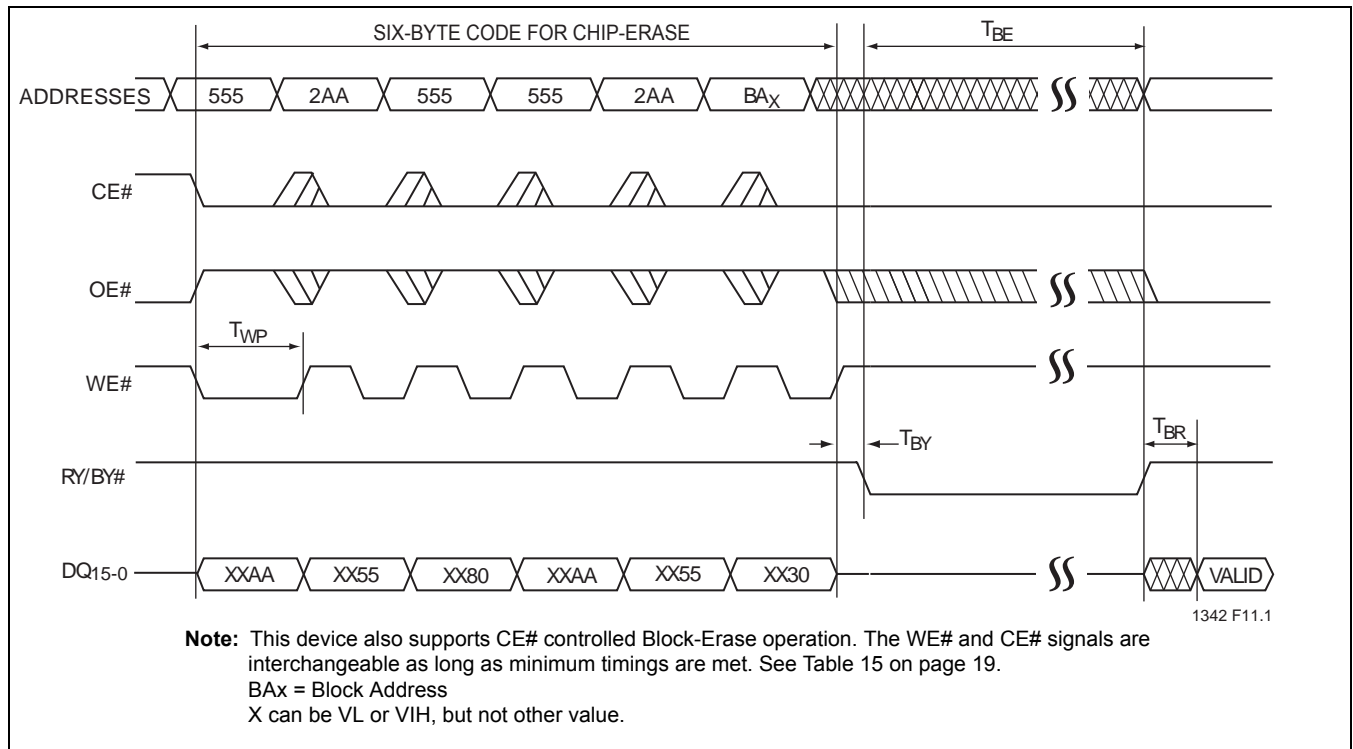 SIX-BYTE CODE FOR CHIP-ERASE
TBE
ADDRESSES 555 2AA 555 555 2AA BAX
CE#
OE#
TWP
WE#
TBY
TBR
RY/BY#
DQ15-0 XXAA XX55 XX80 XXAA XX55 XX30 VALID
1342 F11.1
Note: This device also supports CE# controlled Block-Erase operation. The WE# and CE# signals are
interchangeable as long as minimum timings are met. See Table 15 on page 19.
BAx = Block Address
X can be VL or VIH, but not other value.